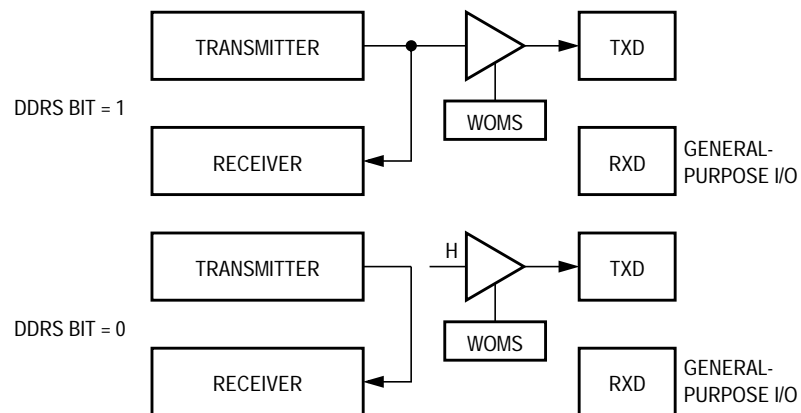 TRANSMITTER
TXD
DDRS BIT = 1
WOMS
RECEIVER
RXD
GENERAL-
PURPOSE I/O
TRANSMITTER
H
TXD
DDRS BIT = 0
WOMS
RECEIVER
RXD
GENERAL-
PURPOSE I/O